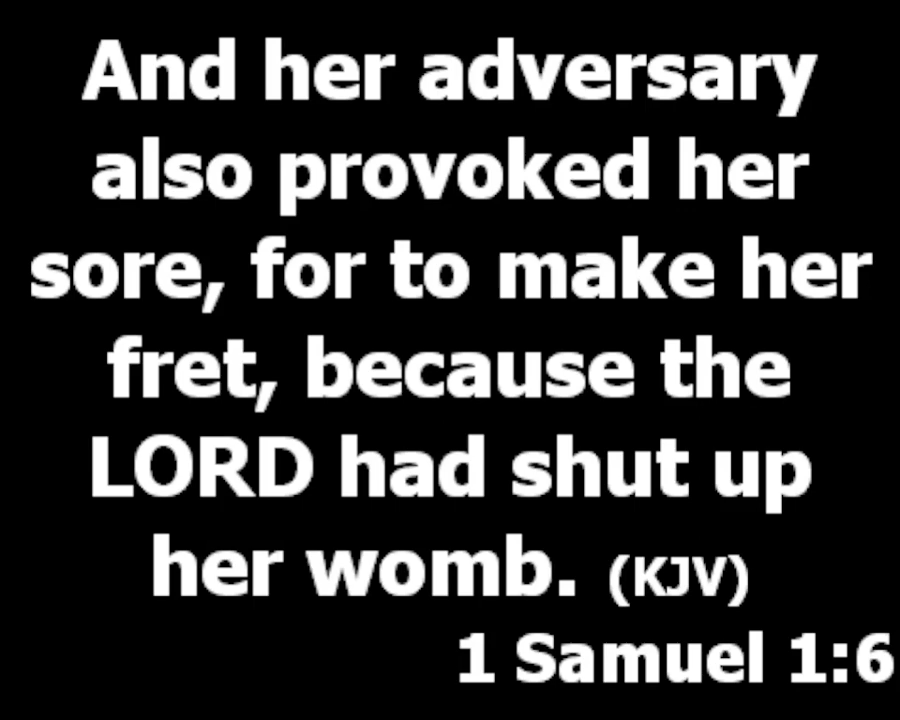 And her adversary
also provoked her
sore, for to make her
fret, because the
LORD had shut up
her womb. (KJV)
1 Samuel 1:6